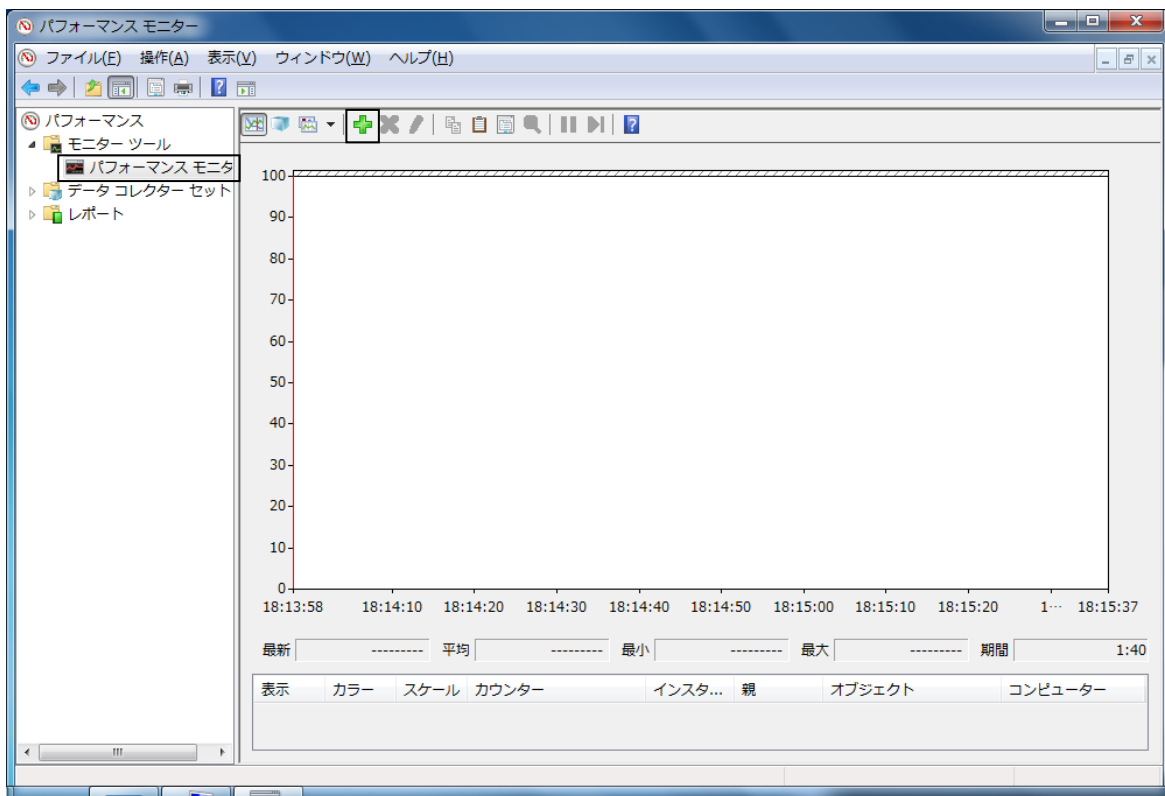 パフォーマンス モニター
ファイル(F) 操作(A) 表示(V) ウィンドウ(W) ヘルプ(H)
パフォーマンス
モニター ツール
パフォーマンス モニタ
データ コレクター セット
レポート
100
90
80
70
60
50
40
30
20
10
0
18:13:58 18:14:10 18:14:20 18:14:30 18:14:40 18:14:50 18:15:00 18:15:10 18:15:20 1… 18:15:37
最新 --------- 平均 --------- 最小 --------- 最大 --------- 期間 1:40
表示 カラー スケール カウンター インスタ... 親 オブジェクト コンピューター